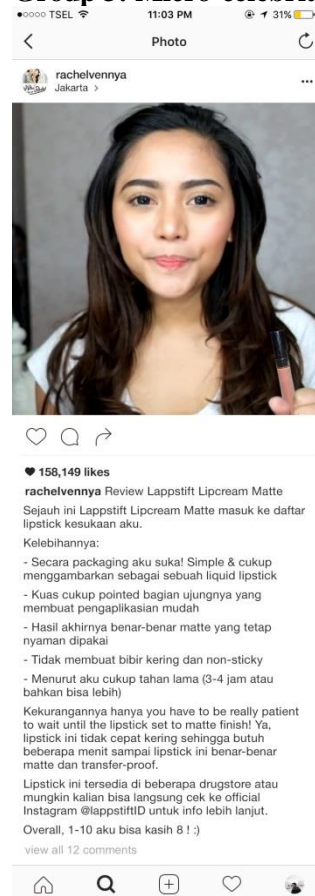 ●○○○○ TSEL 11:03 PM 31%
Photo
rachelvennya
Jakarta >
158,149 likes
rachelvennya Review Lappstift Lipcream Matte
Sejauh ini Lappstift Lipcream Matte masuk ke daftar
lipstick kesukaan aku.
Kelebihannya:
- Secara packaging aku suka! Simple & cukup
menggambarkan sebagai sebuah liquid lipstick
- Kuas cukup pointed bagian ujungnya yang
membuat pengaplikasian mudah
- Hasil akhirnya benar-benar matte yang tetap
nyaman dipakai
- Tidak membuat bibir kering dan non-sticky
- Menurut aku cukup tahan lama (3-4 jam atau
bahkan bisa lebih)
Kekurangannya hanya you have to be really patient
to wait until the lipstick set to matte finish! Ya,
lipstick ini tidak cepat kering sehingga butuh
beberapa menit sampai lipstick ini benar-benar
matte dan transfer-proof.
Lipstick ini tersedia di beberapa drugstore atau
mungkin kalian bisa langsung cek ke official
Instagram @lappstiftID untuk info lebih lanjut.
Overall, 1-10 aku bisa kasih 8 ! :)
view all 12 comments